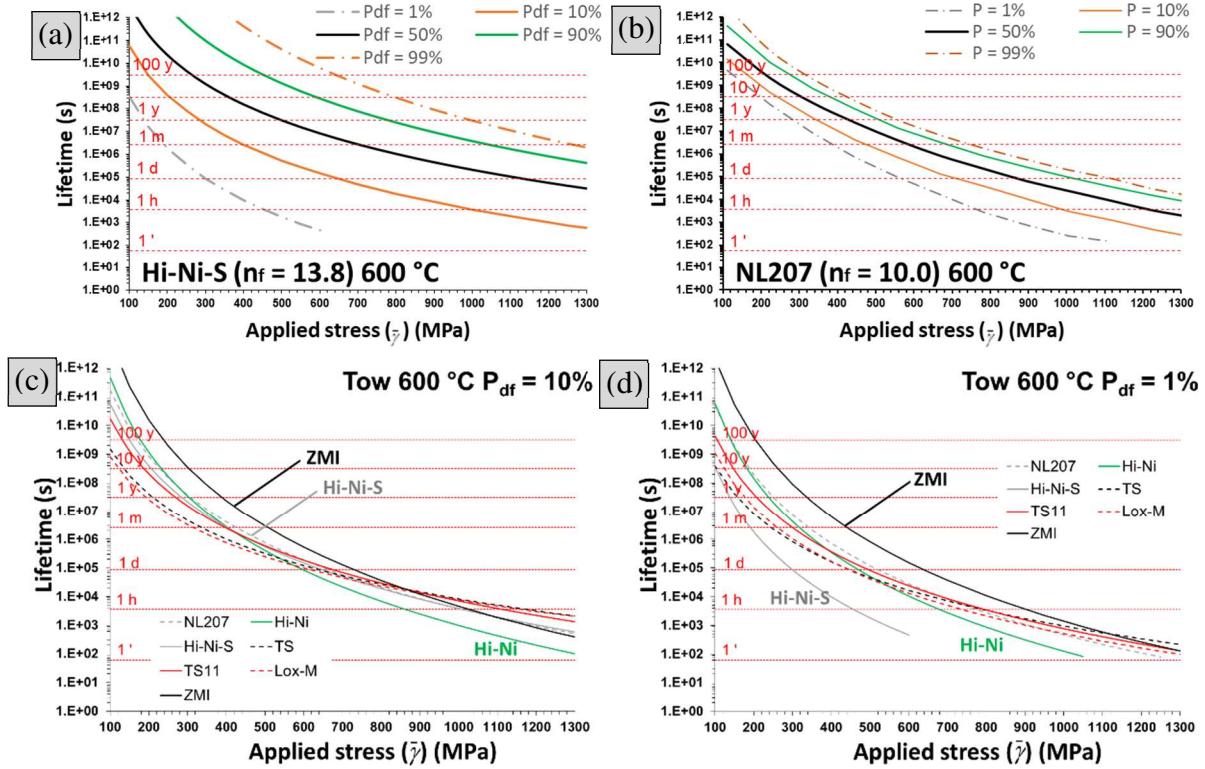 (a)
Pdf = 1% Pdf = 10%
Pdf = 50% Pdf = 90%
Pdf = 99%
1.E+12
1.E+11
1.E+10
1.E+09
1.E+08
1.E+07
1.E+06
1.E+05
1.E+04
1.E+03
1.E+02
1.E+01
1.E+00
Lifetime (s)
100 y
1 y
1 m
1 d
1 h
1 '
Hi-Ni-S (nf = 13.8) 600 °C
100 200 300 400 500 600 700 800 900 1000 1100 1200 1300
Applied stress (γ̄) (MPa)
(b)
P = 1% P = 10%
P = 50% P = 90%
P = 99%
1.E+12
1.E+11
1.E+10
1.E+09
1.E+08
1.E+07
1.E+06
1.E+05
1.E+04
1.E+03
1.E+02
1.E+01
1.E+00
Lifetime (s)
100 y
10 y
1 y
1 m
1 d
1 h
1 '
NL207 (nf = 10.0) 600 °C
100 200 300 400 500 600 700 800 900 1000 1100 1200 1300
Applied stress (γ̄) (MPa)
(c)
Tow 600 °C Pdf = 10%
1.E+12
1.E+11
1.E+10
1.E+09
1.E+08
1.E+07
1.E+06
1.E+05
1.E+04
1.E+03
1.E+02
1.E+01
1.E+00
Lifetime (s)
100 y
10 y
1 y
1 m
1 d
1 h
1 '
ZMI
Hi-Ni-S
Hi-Ni
NL207 Hi-Ni
Hi-Ni-S TS
TS11 Lox-M
ZMI
100 200 300 400 500 600 700 800 900 1000 1100 1200 1300
Applied stress (γ̄) (MPa)
(d)
Tow 600 °C Pdf = 1%
1.E+12
1.E+11
1.E+10
1.E+09
1.E+08
1.E+07
1.E+06
1.E+05
1.E+04
1.E+03
1.E+02
1.E+01
1.E+00
Lifetime (s)
100 y
10 y
1 y
1 m
1 d
1 h
1 '
NL207 Hi-Ni
Hi-Ni-S TS
TS11 Lox-M
ZMI
ZMI
Hi-Ni-S
Hi-Ni
100 200 300 400 500 600 700 800 900 1000 1100 1200 1300
Applied stress (γ̄) (MPa)